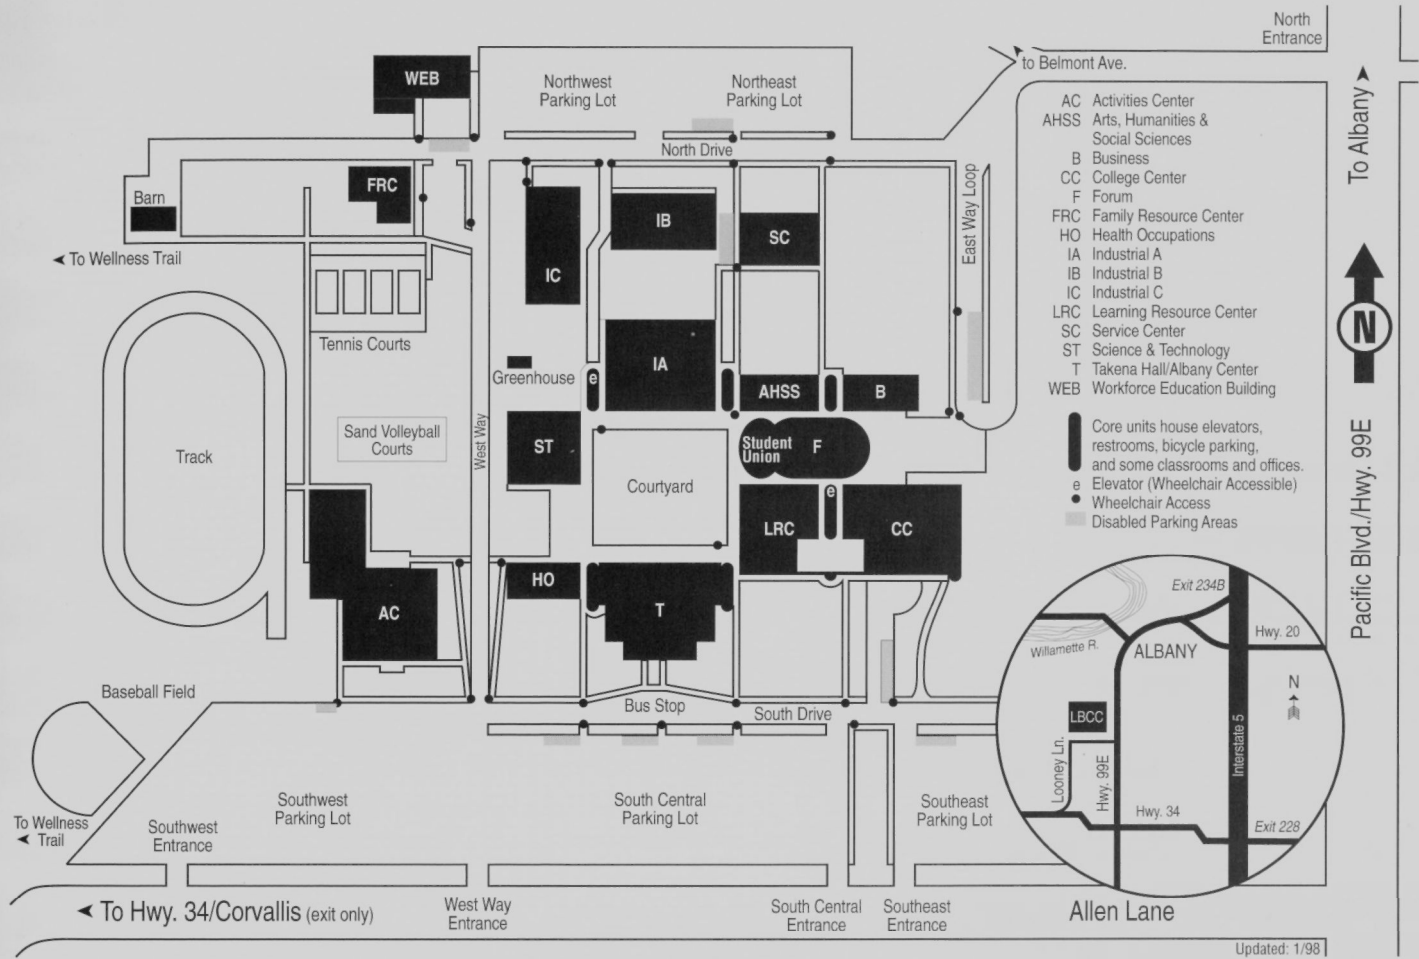 North
Entrance
to Belmont Ave.
WEB
Northwest
Parking Lot
Northeast
Parking Lot
North Drive
FRC
Barn
To Wellness Trail
IC
IB
SC
East Way Loop
Tennis Courts
Greenhouse
e
IA
AHSS
B
Track
Sand Volleyball
Courts
West Way
ST
Courtyard
Student
Union
F
LRC
e
CC
AC
HO
T
Baseball Field
Bus Stop
South Drive
To Wellness
Trail
Southwest
Parking Lot
South Central
Parking Lot
Southeast
Parking Lot
Southwest
Entrance
West Way
Entrance
South Central
Entrance
Southeast
Entrance
To Hwy. 34/Corvallis (exit only)
Allen Lane
Updated: 1/98
AC Activities Center
AHSS Arts, Humanities &
Social Sciences
B Business
CC College Center
F Forum
FRC Family Resource Center
HO Health Occupations
IA Industrial A
IB Industrial B
IC Industrial C
LRC Learning Resource Center
SC Service Center
ST Science & Technology
T Takena Hall/Albany Center
WEB Workforce Education Building
Core units house elevators,
restrooms, bicycle parking,
and some classrooms and offices.
e Elevator (Wheelchair Accessible)
Wheelchair Access
Disabled Parking Areas
To Albany
N
Pacific Blvd./Hwy. 99E
Exit 234B
Hwy. 20
Willamette R.
ALBANY
N
LBCC
Looney Ln.
Hwy. 99E
Interstate 5
Hwy. 34
Exit 228